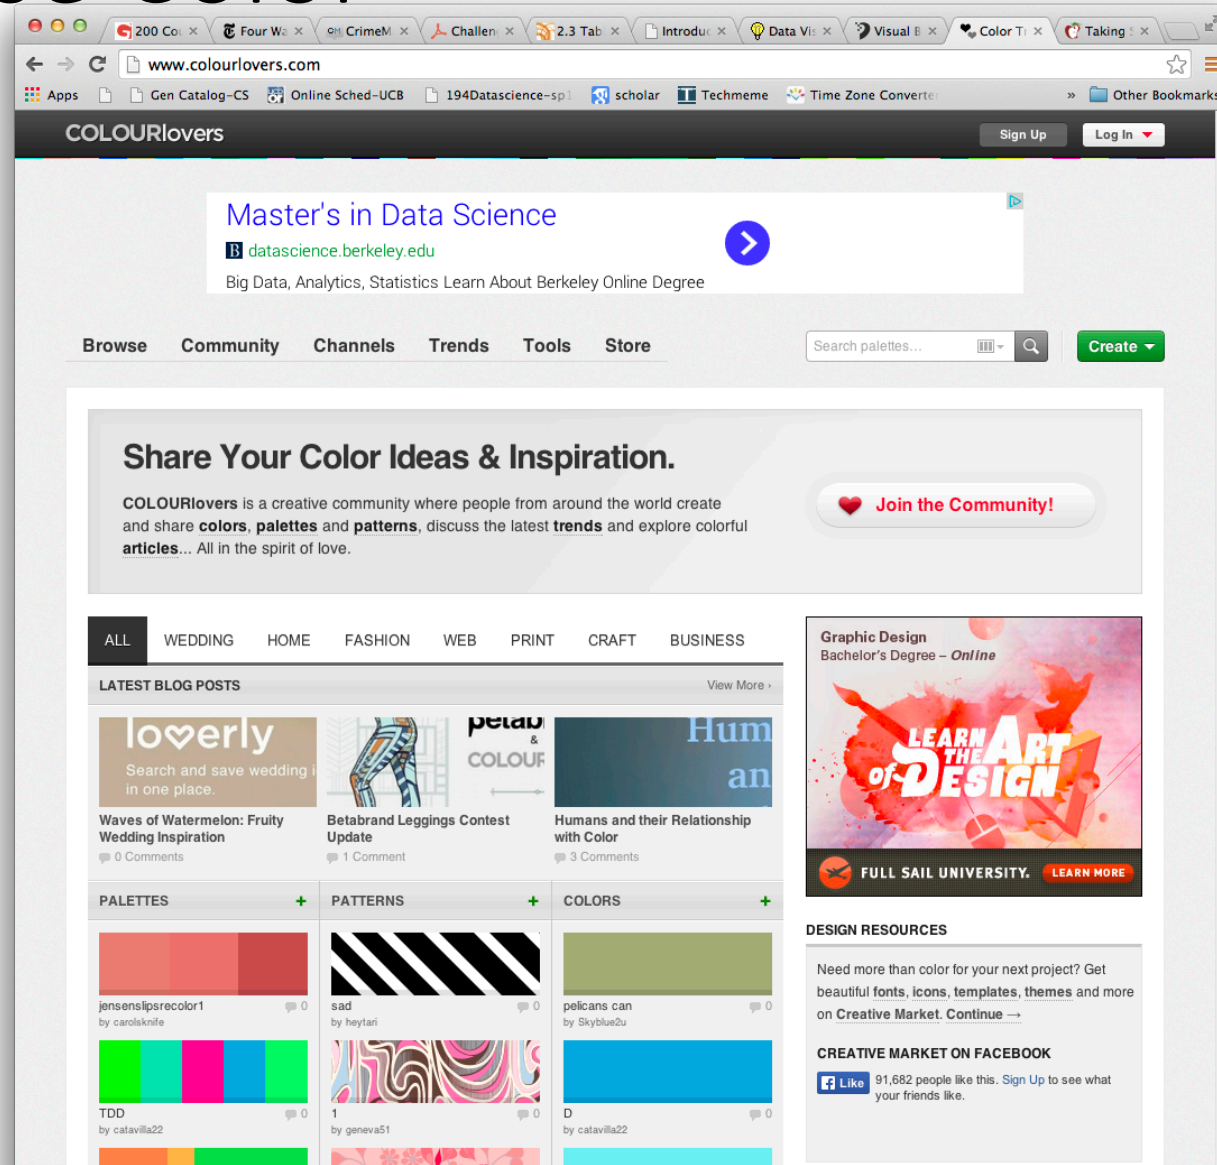 200 Co
Four Wa
CrimeM
Challen
2.3 Tab
Introduc
Data Vis
Visual B
Color Tr
Taking
www.colourlovers.com
Apps
Gen Catalog-CS
Online Sched-UCB
194Datascience-sp1
scholar
Techmeme
Time Zone Converter
»
Other Bookmarks
COLOURlovers
Sign Up
Log In
Master's in Data Science
B datascience.berkeley.edu
Big Data, Analytics, Statistics Learn About Berkeley Online Degree
Browse Community Channels Trends Tools Store
Search palettes...
Create
Share Your Color Ideas & Inspiration.
COLOURlovers is a creative community where people from around the world create
and share colors, palettes and patterns, discuss the latest trends and explore colorful
articles... All in the spirit of love.
Join the Community!
ALL WEDDING HOME FASHION WEB PRINT CRAFT BUSINESS
LATEST BLOG POSTS
View More ›
loverly
Search and save wedding i
in one place.
petab
&
COLOUR
Hum
an
Waves of Watermelon: Fruity
Wedding Inspiration
0 Comments
Betabrand Leggings Contest
Update
1 Comment
Humans and their Relationship
with Color
3 Comments
PALETTES +
PATTERNS +
COLORS +
jensenslipsrecolor1 0
by carolsknife
sad 0
by heytari
pelicans can 0
by Skyblue2u
TDD 0
by catavilla22
1 0
by geneva51
D 0
by catavilla22
Graphic Design
Bachelor's Degree – Online
LEARN THE ART
OF DESIGN
FULL SAIL UNIVERSITY.
LEARN MORE
DESIGN RESOURCES
Need more than color for your next project? Get
beautiful fonts, icons, templates, themes and more
on Creative Market. Continue →
CREATIVE MARKET ON FACEBOOK
f Like
91,682 people like this. Sign Up to see what
your friends like.